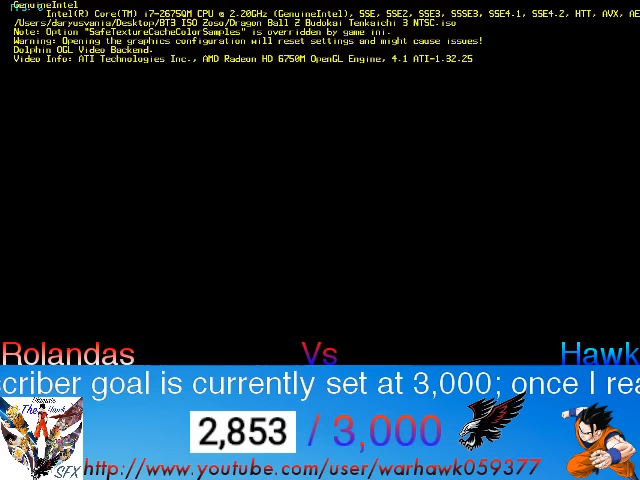 GenuineIntel
Intel(R) Core(TM) i7-2675QM CPU @ 2.20GHz (GenuineIntel), SSE, SSE2, SSE3, SSSE3, SSE4.1, SSE4.2, HTT, AVX, AE
/Users/daryusvania/Desktop/BT3 ISO Zoso/Dragon Ball Z Budokai Tenkaichi 3 NTSC.iso
Note: Option "SafeTextureCacheColorSamples" is overridden by game ini.
Warning: Opening the graphics configuration will reset settings and might cause issues!
Dolphin OGL Video Backend.
Video Info: ATI Technologies Inc., AMD Radeon HD 6750M OpenGL Engine, 4.1 ATI-1.32.25
Rolandas Vs Hawk
criber goal is currently set at 3,000; once I rea
2,853 / 3,000
The Hawk
SFX
http://www.youtube.com/user/warhawk059377